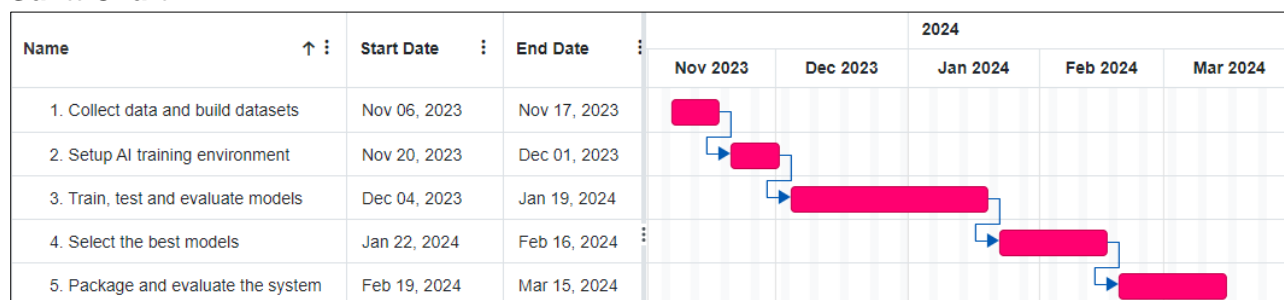 2024
Name Start Date End Date
Nov 2023 Dec 2023 Jan 2024 Feb 2024 Mar 2024
1. Collect data and build datasets Nov 06, 2023 Nov 17, 2023
2. Setup AI training environment Nov 20, 2023 Dec 01, 2023
3. Train, test and evaluate models Dec 04, 2023 Jan 19, 2024
4. Select the best models Jan 22, 2024 Feb 16, 2024
5. Package and evaluate the system Feb 19, 2024 Mar 15, 2024